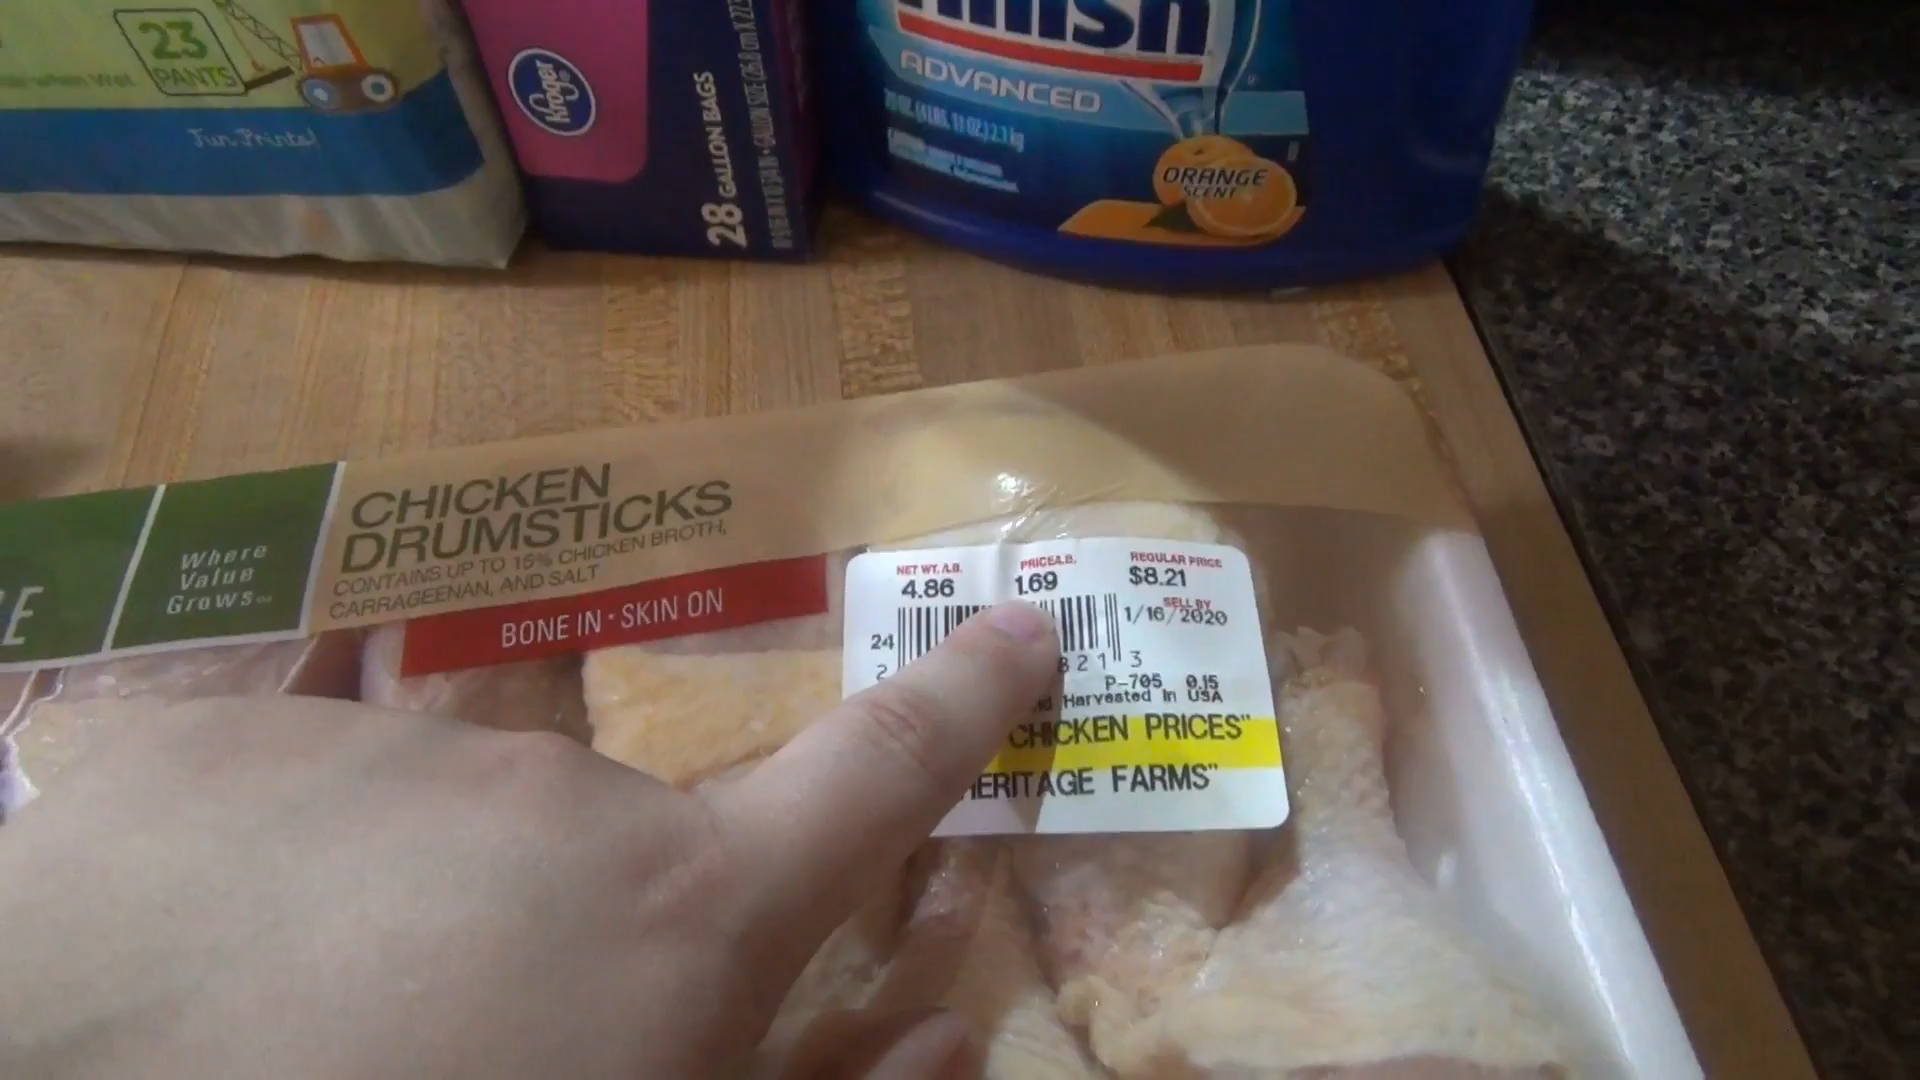 23
PANTS
Fun Prints!
Kroger
28 GALLON BAGS
finish
ADVANCED
ORANGE
SCENT
CHICKEN
DRUMSTICKS
CONTAINS UP TO 15% CHICKEN BROTH,
CARRAGEENAN, AND SALT
BONE IN • SKIN ON
Where
Value
Grows
NET WT./LB. PRICE/LB. REGULAR PRICE
4.86 1.69 $8.21
SELL BY
1/16/2020
24
2 821 3
P-705 0.15
Harvested In USA
CHICKEN PRICES"
HERITAGE FARMS"